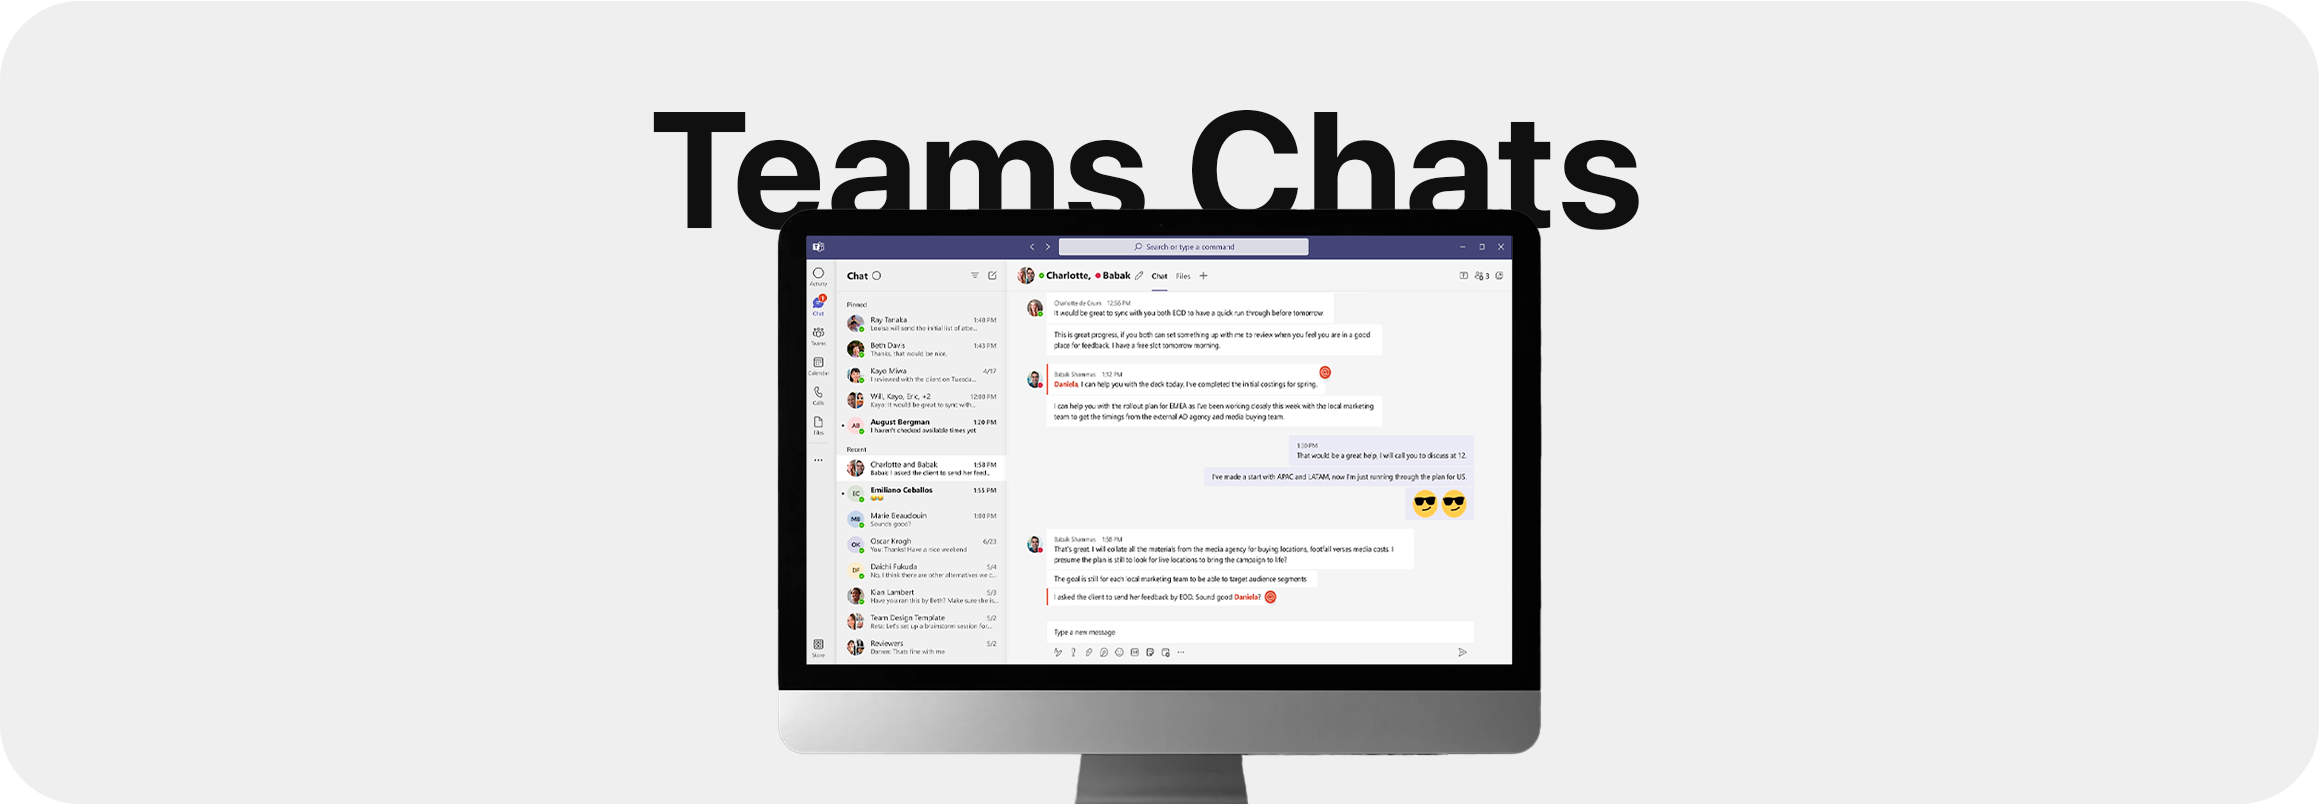 Teams Chats
Search or type a command
Activity
Chat
Teams
Calendar
Calls
Files
Store
Chat
Pinned
Ray Tanaka 1:40 PM
Louisa will send the initial list of atte...
Beth Davis 1:43 PM
Thanks, that would be nice.
Kayo Miwa 4/17
I reviewed with the client on Tuesda...
Will, Kayo, Eric, +2 12:00 PM
Kayo: It would be great to sync with...
AB
August Bergman 1:20 PM
I haven't checked available times yet
Recent
Charlotte and Babak 1:58 PM
Babak: I asked the client to send her feed...
EC
Emiliano Ceballos 1:55 PM
MB
Marie Beaudouin 1:00 PM
Sounds good?
OK
Oscar Krogh 6/23
You: Thanks! Have a nice weekend
DF
Daichi Fukuda 5/4
No, I think there are other alternatives we c...
Kian Lambert 5/3
Have you ran this by Beth? Make sure she is...
Team Design Template 5/2
Reta: Let's set up a brainstorm session for...
Reviewers 5/2
Darren: Thats fine with me
Charlotte, Babak Chat Files
3
Charlotte de Crum 12:56 PM
It would be great to sync with you both EOD to have a quick run through before tomorrow.
This is great progress, if you both can set something up with me to review when you feel you are in a good
place for feedback. I have a free slot tomorrow morning.
Babak Shammas 1:12 PM
Daniela, I can help you with the deck today. I've completed the initial costings for spring.
I can help you with the rollout plan for EMEA as I've been working closely this week with the local marketing
team to get the timings from the external AD agency and media buying team.
1:30 PM
That would be a great help, I will call you to discuss at 12.
I've made a start with APAC and LATAM, now I'm just running through the plan for US.
Babak Shammas 1:58 PM
That's great. I will collate all the materials from the media agency for buying locations, footfall verses media costs. I
presume the plan is still to look for live locations to bring the campaign to life?
The goal is still for each local marketing team to be able to target audience segments
I asked the client to send her feedback by EOD. Sound good Daniela?
Type a new message